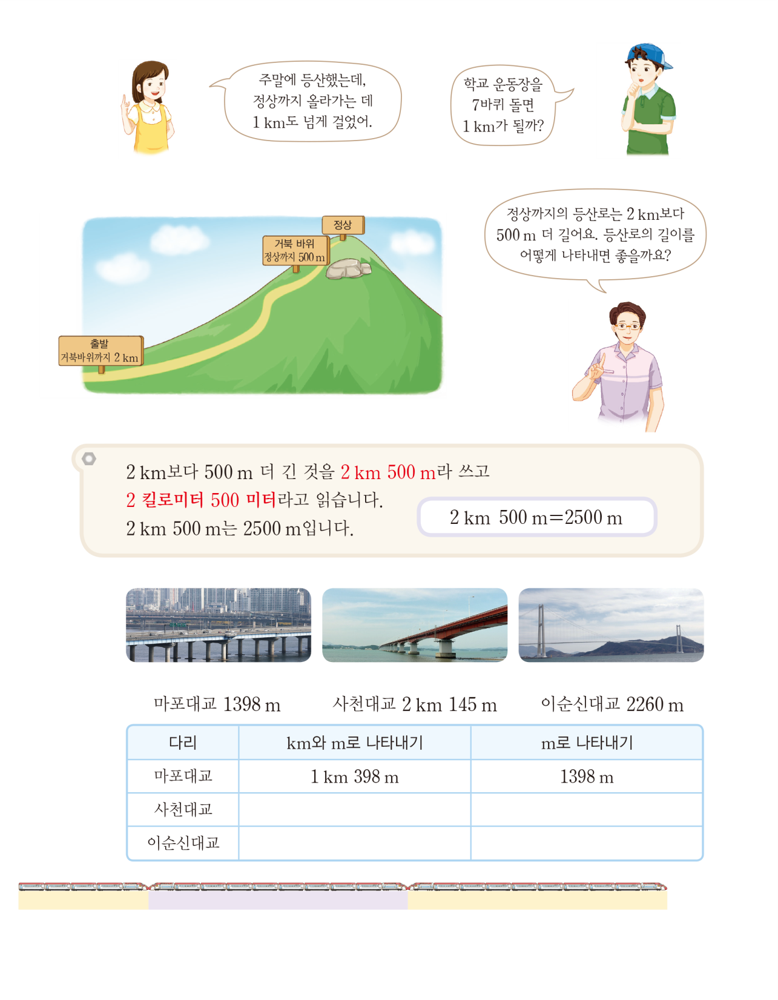 주말에 등산했는데,
정상까지 올라가는 데
1 km도 넘게 걸었어.
학교 운동장을
7바퀴 돌면
1 km가 될까?
정상까지의 등산로는 2 km보다
500 m 더 길어요. 등산로의 길이를
어떻게 나타내면 좋을까요?
정상
거북 바위
정상까지 500 m
출발
거북바위까지 2 km
2 km보다 500 m 더 긴 것을 2 km 500 m라 쓰고
2 킬로미터 500 미터라고 읽습니다.
2 km 500 m는 2500 m입니다.
2 km 500 m=2500 m
마포대교 1398 m
사천대교 2 km 145 m
이순신대교 2260 m
다리 km와 m로 나타내기 m로 나타내기
마포대교 1 km 398 m 1398 m
사천대교
이순신대교